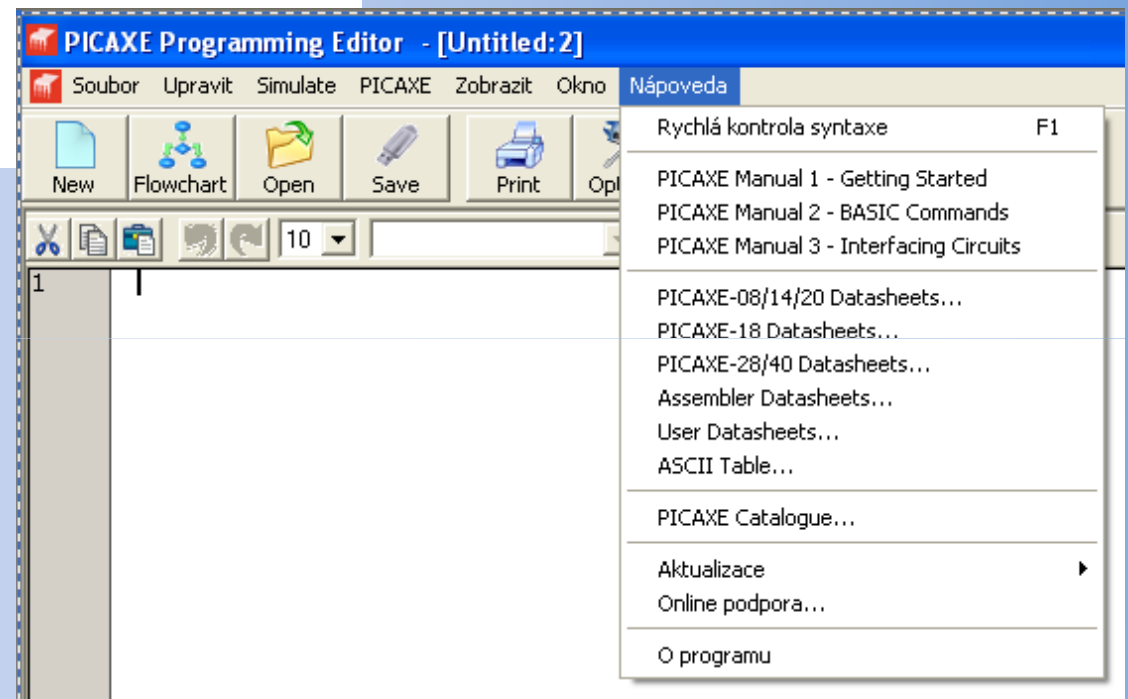 PICAXE Programming Editor - [Untitled:2]
Soubor Upravit Simulate PICAXE Zobrazit Okno Nápoveda
New Flowchart Open Save Print
10
1
Rychlá kontrola syntaxe F1
PICAXE Manual 1 - Getting Started
PICAXE Manual 2 - BASIC Commands
PICAXE Manual 3 - Interfacing Circuits
PICAXE-08/14/20 Datasheets...
PICAXE-18 Datasheets...
PICAXE-28/40 Datasheets...
Assembler Datasheets...
User Datasheets...
ASCII Table...
PICAXE Catalogue...
Aktualizace
Online podpora...
O programu